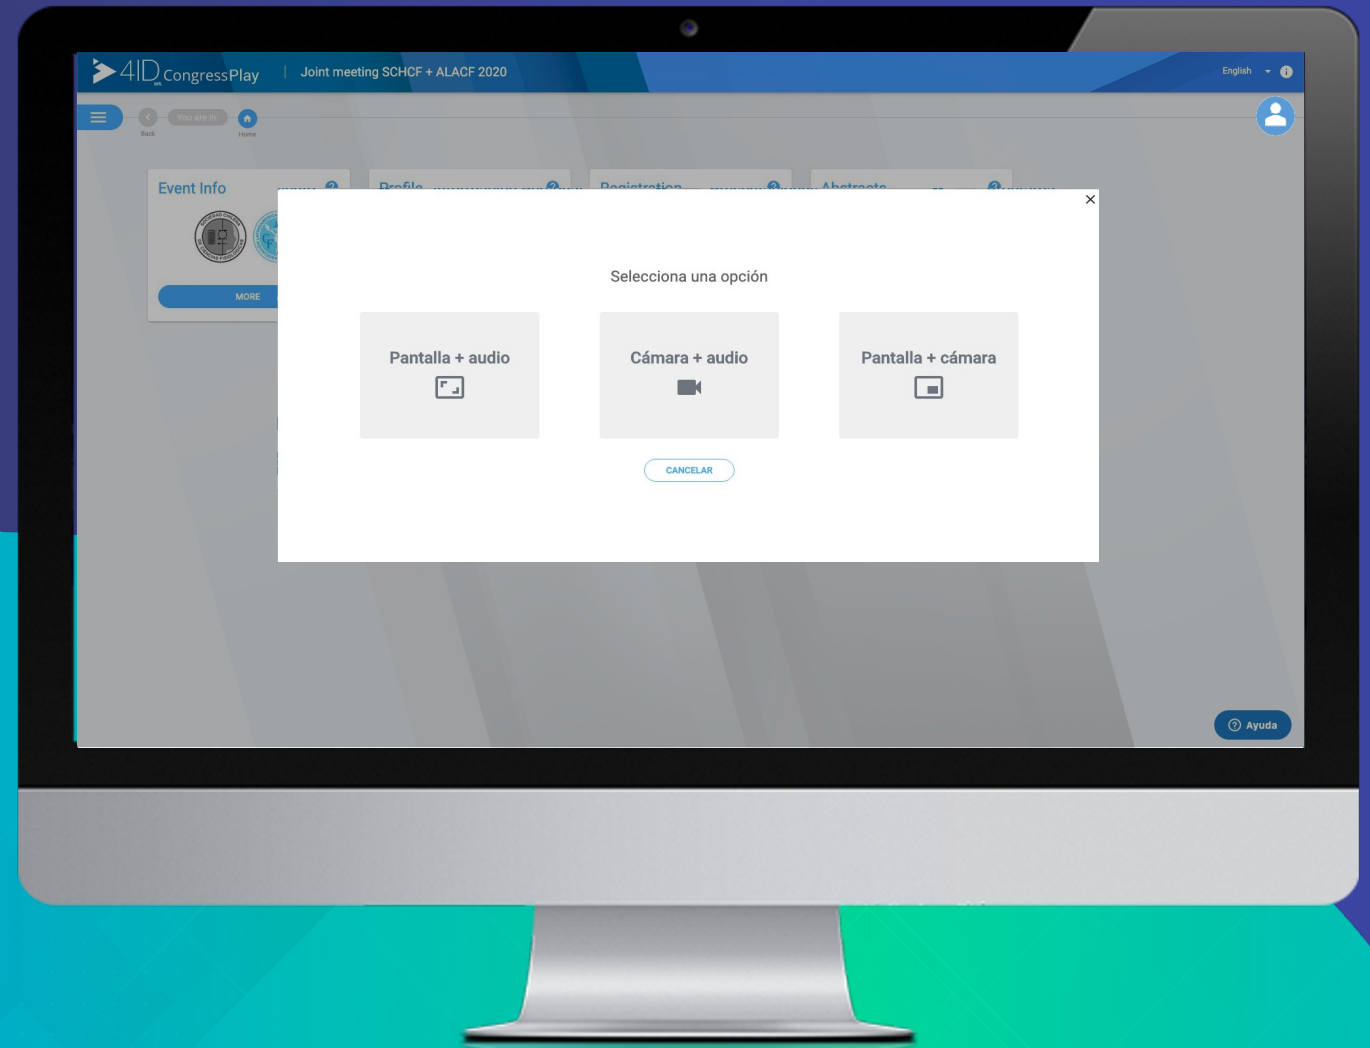 4ID CongressPlay | Joint meeting SCHCF + ALACF 2020
English
Back
You are in:
Home
Event Info
Profile
Registration
Abstracts
MORE
Selecciona una opción
Pantalla + audio
Cámara + audio
Pantalla + cámara
CANCELAR
Ayuda